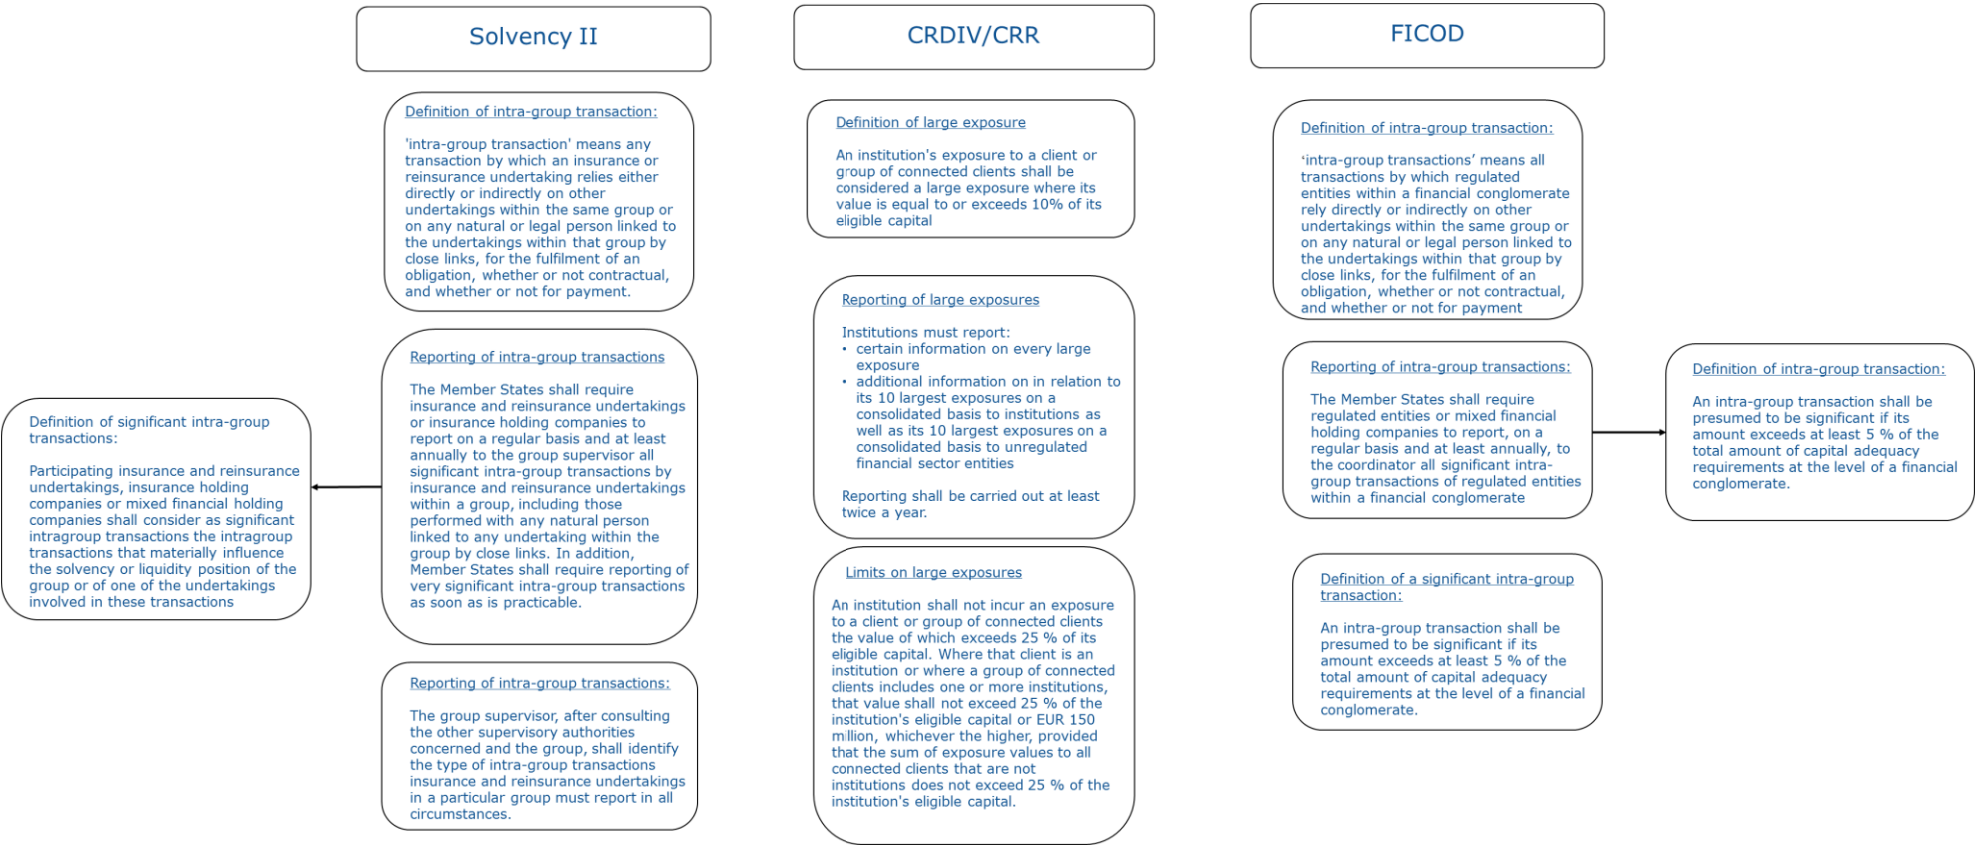 Solvency II
CRDIV/CRR
FICOD
Definition of intra-group transaction:
'intra-group transaction' means any
transaction by which an insurance or
reinsurance undertaking relies either
directly or indirectly on other
undertakings within the same group or
on any natural or legal person linked to
the undertakings within that group by
close links, for the fulfilment of an
obligation, whether or not contractual,
and whether or not for payment.
Reporting of intra-group transactions
The Member States shall require
insurance and reinsurance undertakings
or insurance holding companies to
report on a regular basis and at least
annually to the group supervisor all
significant intra-group transactions by
insurance and reinsurance undertakings
within a group, including those
performed with any natural person
linked to any undertaking within the
group by close links. In addition,
Member States shall require reporting of
very significant intra-group transactions
as soon as is practicable.
Definition of significant intra-group
transactions:
Participating insurance and reinsurance
undertakings, insurance holding
companies or mixed financial holding
companies shall consider as significant
intragroup transactions the intragroup
transactions that materially influence
the solvency or liquidity position of the
group or of one of the undertakings
involved in these transactions
Reporting of intra-group transactions:
The group supervisor, after consulting
the other supervisory authorities
concerned and the group, shall identify
the type of intra-group transactions
insurance and reinsurance undertakings
in a particular group must report in all
circumstances.
Definition of large exposure
An institution's exposure to a client or
group of connected clients shall be
considered a large exposure where its
value is equal to or exceeds 10% of its
eligible capital
Reporting of large exposures
Institutions must report:
• certain information on every large
exposure
• additional information on in relation to
its 10 largest exposures on a
consolidated basis to institutions as
well as its 10 largest exposures on a
consolidated basis to unregulated
financial sector entities
Reporting shall be carried out at least
twice a year.
Limits on large exposures
An institution shall not incur an exposure
to a client or group of connected clients
the value of which exceeds 25 % of its
eligible capital. Where that client is an
institution or where a group of connected
clients includes one or more institutions,
that value shall not exceed 25 % of the
institution's eligible capital or EUR 150
million, whichever the higher, provided
that the sum of exposure values to all
connected clients that are not
institutions does not exceed 25 % of the
institution's eligible capital.
Definition of intra-group transaction:
‘intra-group transactions’ means all
transactions by which regulated
entities within a financial conglomerate
rely directly or indirectly on other
undertakings within the same group or
on any natural or legal person linked to
the undertakings within that group by
close links, for the fulfilment of an
obligation, whether or not contractual,
and whether or not for payment
Reporting of intra-group transactions:
The Member States shall require
regulated entities or mixed financial
holding companies to report, on a
regular basis and at least annually, to
the coordinator all significant intra-
group transactions of regulated entities
within a financial conglomerate
Definition of intra-group transaction:
An intra-group transaction shall be
presumed to be significant if its
amount exceeds at least 5 % of the
total amount of capital adequacy
requirements at the level of a financial
conglomerate.
Definition of a significant intra-group
transaction:
An intra-group transaction shall be
presumed to be significant if its
amount exceeds at least 5 % of the
total amount of capital adequacy
requirements at the level of a financial
conglomerate.